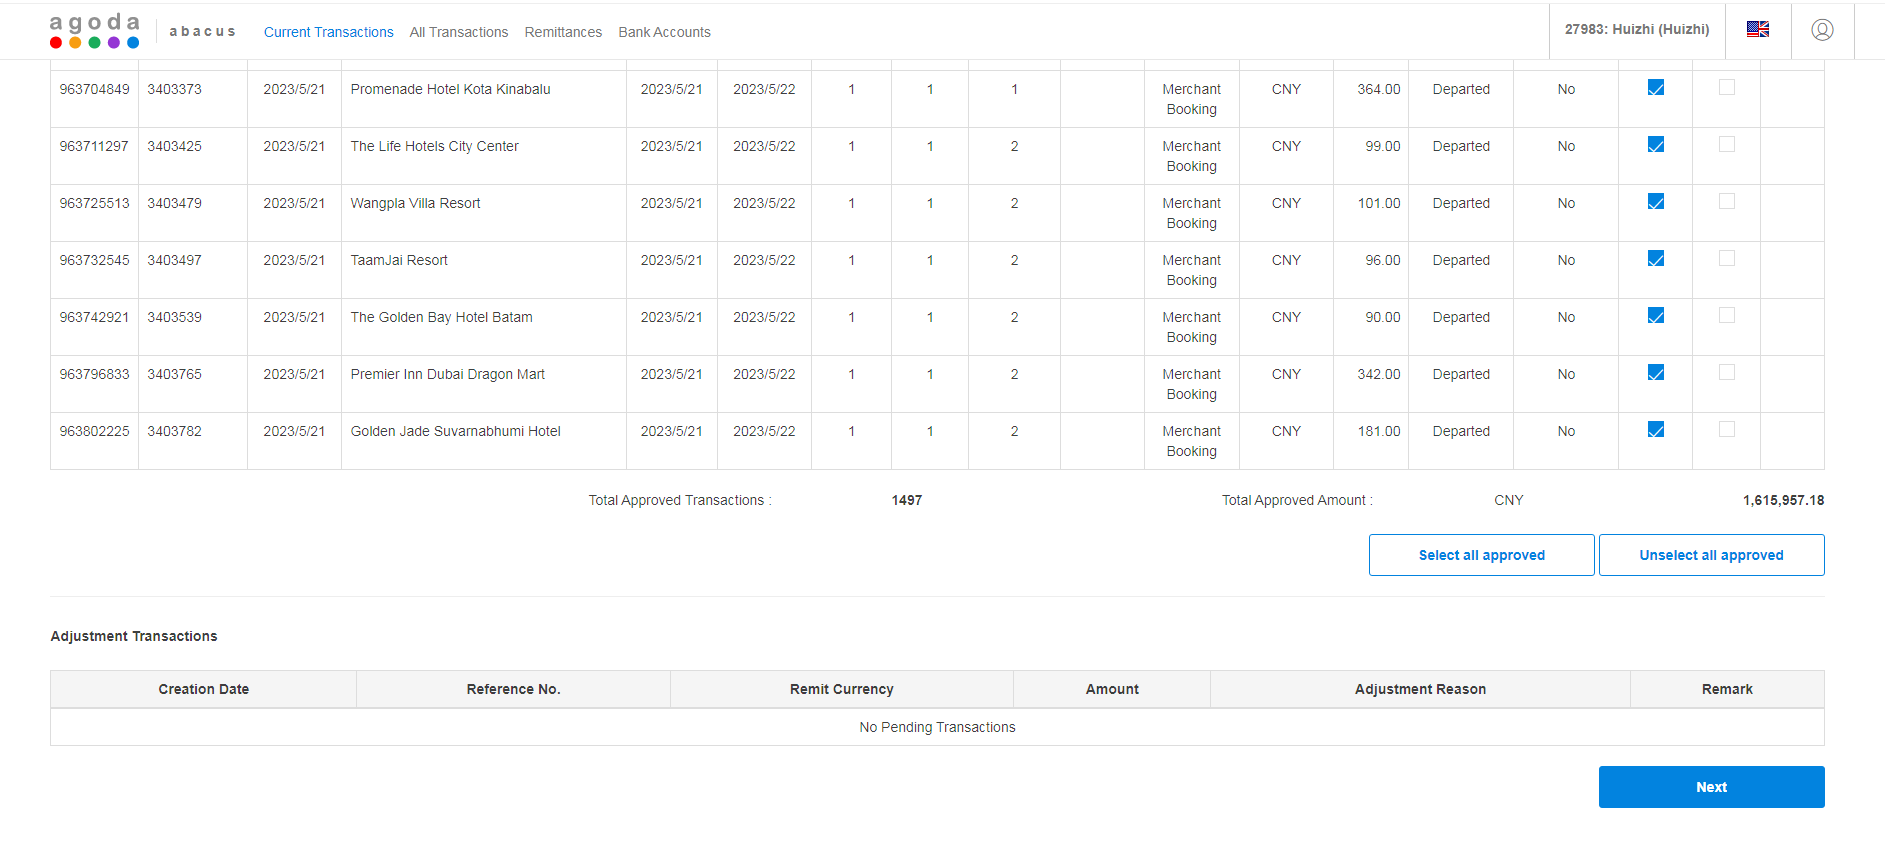 agoda abacus Current Transactions All Transactions Remittances Bank Accounts 27983: Huizhi (Huizhi)
963704849 3403373 2023/5/21 Promenade Hotel Kota Kinabalu 2023/5/21 2023/5/22 1 1 1 Merchant Booking CNY 364.00 Departed No
963711297 3403425 2023/5/21 The Life Hotels City Center 2023/5/21 2023/5/22 1 1 2 Merchant Booking CNY 99.00 Departed No
963725513 3403479 2023/5/21 Wangpla Villa Resort 2023/5/21 2023/5/22 1 1 2 Merchant Booking CNY 101.00 Departed No
963732545 3403497 2023/5/21 TaamJai Resort 2023/5/21 2023/5/22 1 1 2 Merchant Booking CNY 96.00 Departed No
963742921 3403539 2023/5/21 The Golden Bay Hotel Batam 2023/5/21 2023/5/22 1 1 2 Merchant Booking CNY 90.00 Departed No
963796833 3403765 2023/5/21 Premier Inn Dubai Dragon Mart 2023/5/21 2023/5/22 1 1 2 Merchant Booking CNY 342.00 Departed No
963802225 3403782 2023/5/21 Golden Jade Suvarnabhumi Hotel 2023/5/21 2023/5/22 1 1 2 Merchant Booking CNY 181.00 Departed No
Total Approved Transactions : 1497 Total Approved Amount : CNY 1,615,957.18
Select all approved Unselect all approved
Adjustment Transactions
Creation Date Reference No. Remit Currency Amount Adjustment Reason Remark
No Pending Transactions
Next